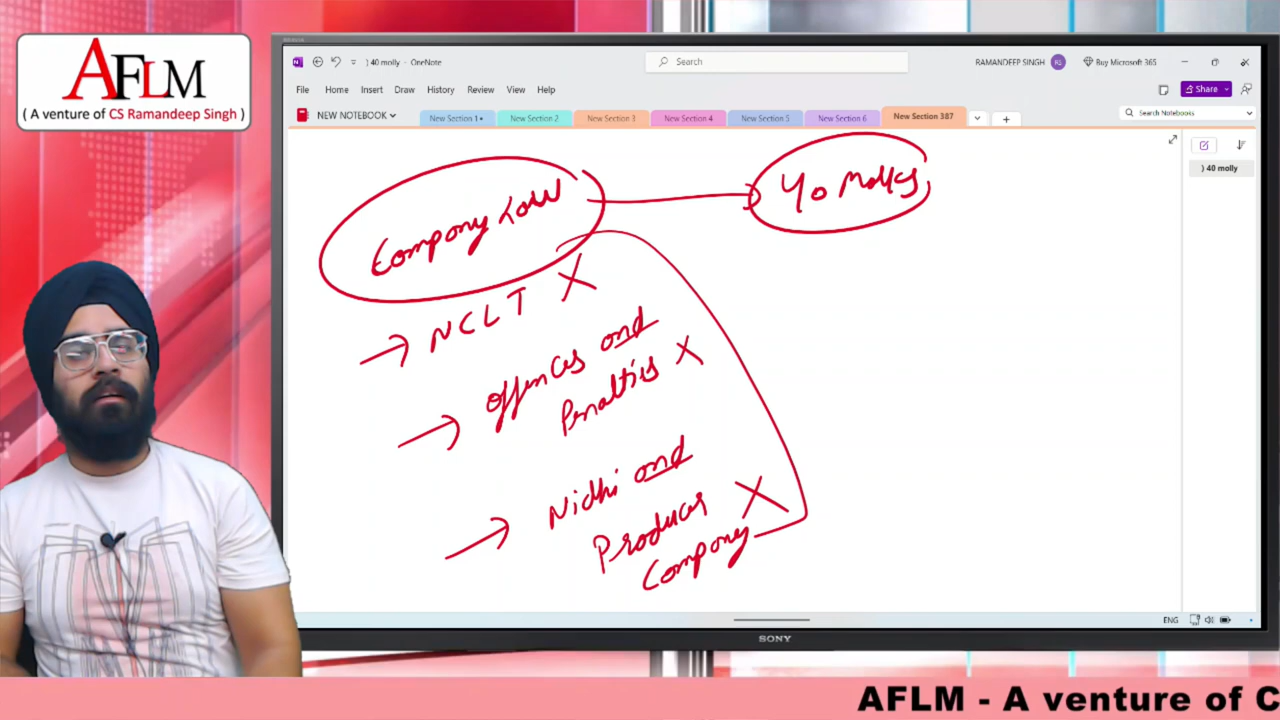 AFLM
( A venture of CS Ramandeep Singh )
SONY
) 40 molly - OneNote
Search
RAMANDEEP SINGH
RS
Buy Microsoft 365
File Home Insert Draw History Review View Help
Share
NEW NOTEBOOK
New Section 1
New Section 2
New Section 3
New Section 4
New Section 5
New Section 6
New Section 387
+
Search Notebooks
) 40 molly
Company Law
40 Molly
NCLT X
Offences and
Penalties X
Nidhi and
Producer X
Company
ENG
SONY
AFLM - A venture of C